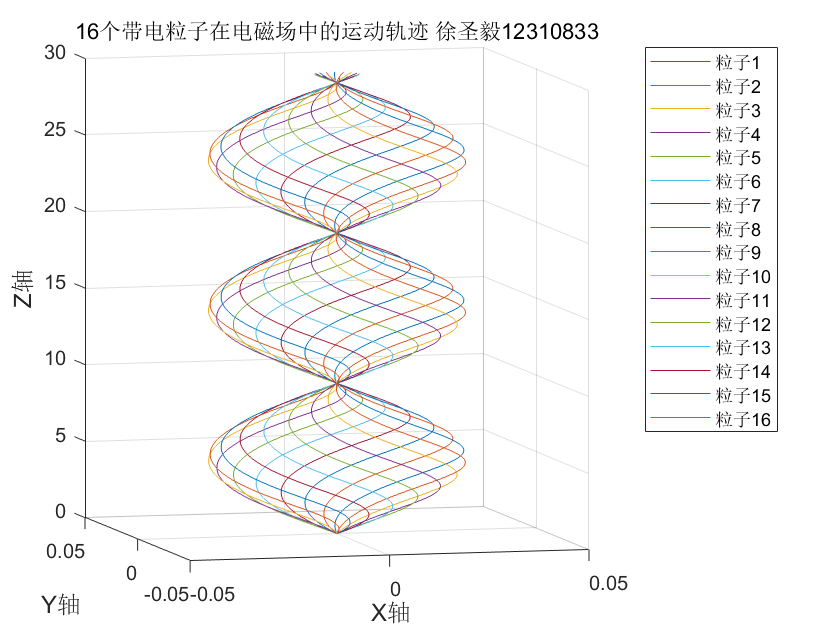 16个带电粒子在电磁场中的运动轨迹 徐圣毅12310833
30
25
20
15
10
5
0
Z轴
0.05
0
-0.05
Y轴
-0.05
0
0.05
X轴
粒子1
粒子2
粒子3
粒子4
粒子5
粒子6
粒子7
粒子8
粒子9
粒子10
粒子11
粒子12
粒子13
粒子14
粒子15
粒子16